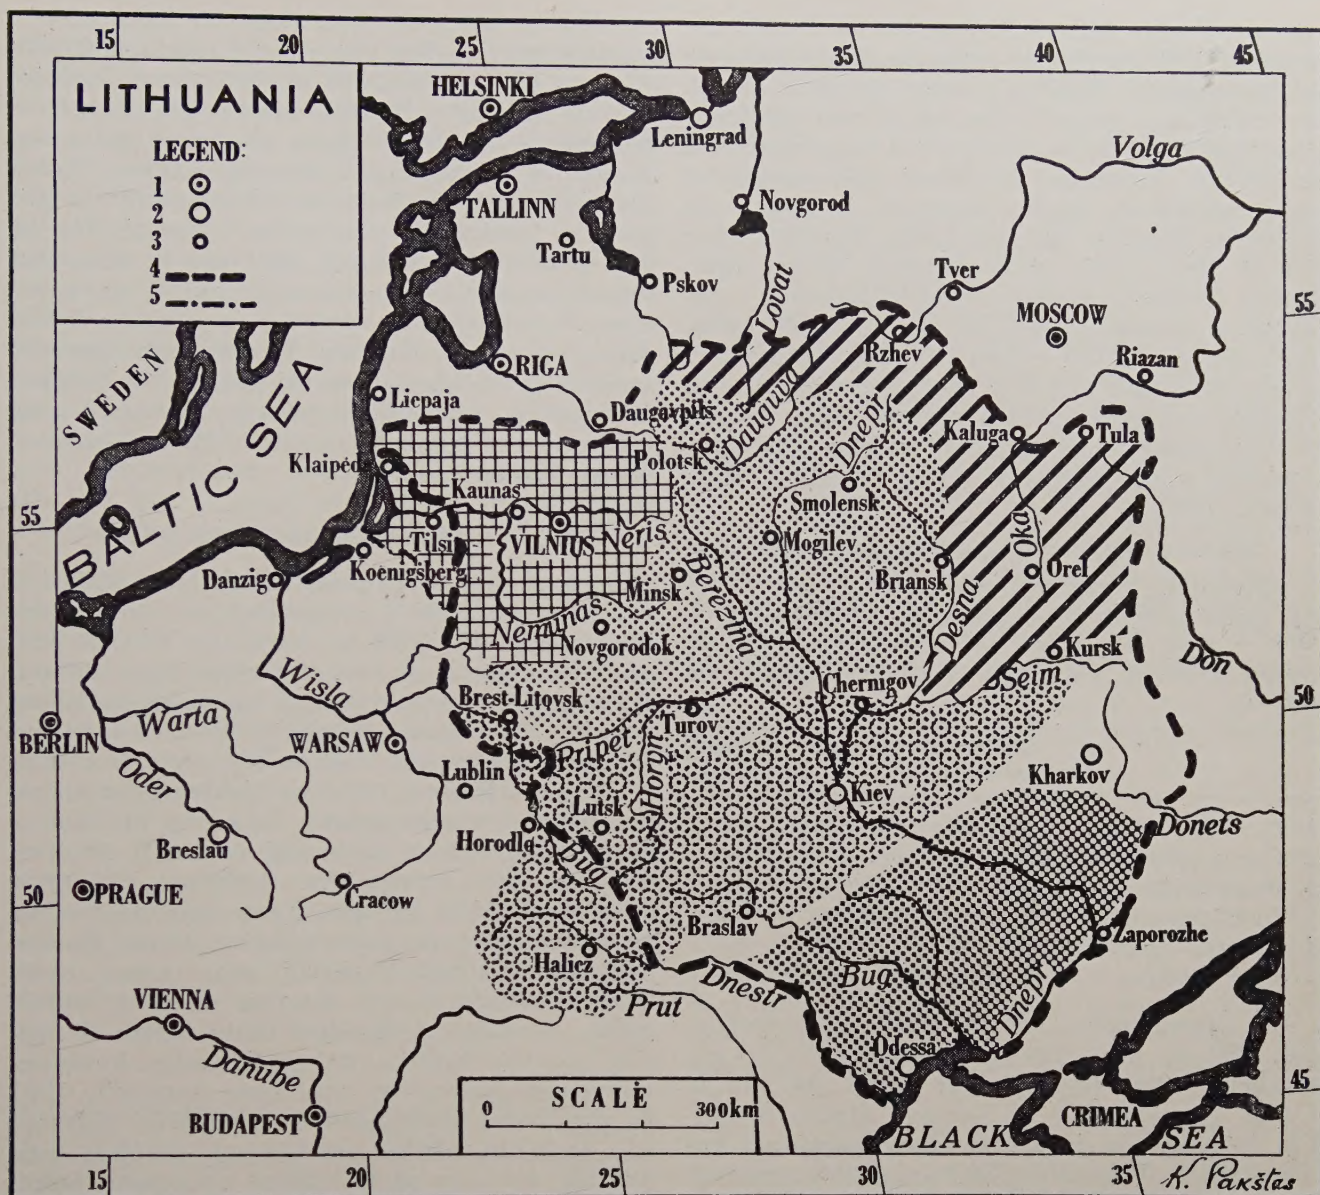 15 20 25 30 35 40 45
LITHUANIA
LEGEND:
1
2
3
4
5
HELSINKI
Leningrad
Volga
TALLINN
Novgorod
Tartu
Pskov
Lovat
Tver
55
MOSCOW
SWEDEN
BALTIC SEA
RIGA
Rzhev
Riazan
Liepaja
Daugavpils
Dauguva
Dnepr
Kaluga
Tula
Klaipėda
Polotsk
Kaunas
Smolensk
55
Tilsi
VILNIUS
Neris
Mogilev
Oka
Danzig
Koenigsberg
Minsk
Berezina
Briansk
Orel
Nemunas
Novgorodok
Desna
Kursk
Don
Wisla
Chernigov
Seim
50
Warta
Brest-Litovsk
Turov
BERLIN
WARSAW
Pripet
Horyn
Kharkov
Oder
Lublin
Kiev
Lutsk
Donets
Breslau
Horodle
Bug
50
PRAGUE
Cracow
Braslav
Zaporozhe
Halicz
Dnestr
Bug
Dnepr
VIENNA
Prut
Odessa
Danube
45
SCALĖ
0 300km
BUDAPEST
CRIMEA
BLACK SEA
15 20 25 30 35
K. Pakštas